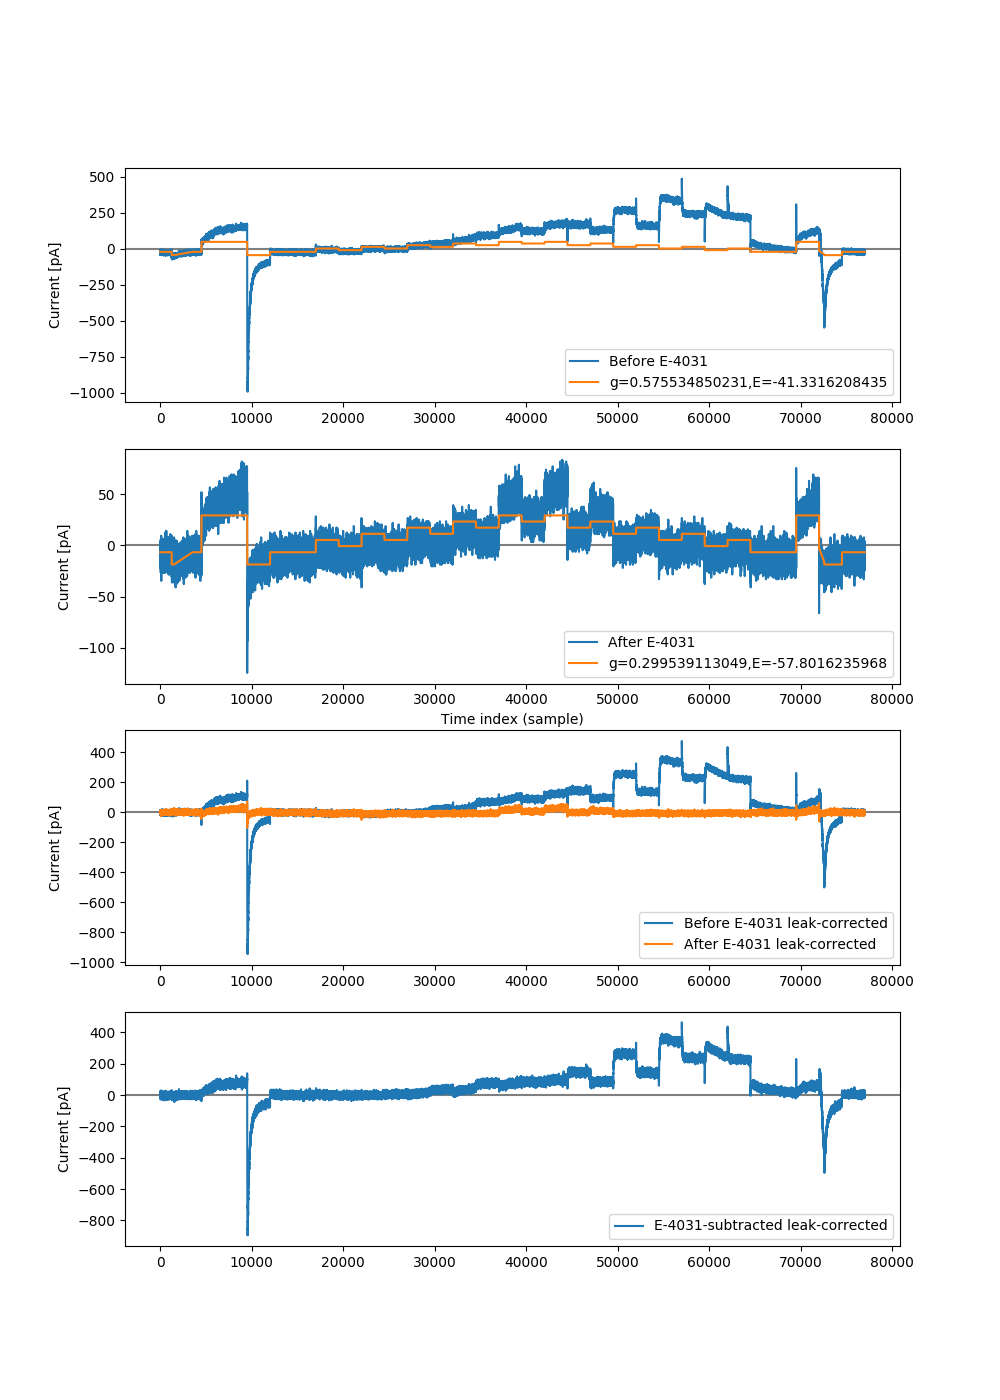 500
250
0
−250
−500
−750
−1000
Current [pA]
Before E-4031
g=0.575534850231,E=-41.3316208435
0 10000 20000 30000 40000 50000 60000 70000 80000
50
0
−50
−100
Current [pA]
After E-4031
g=0.299539113049,E=-57.8016235968
0 10000 20000 30000 40000 50000 60000 70000 80000
Time index (sample)
400
200
0
−200
−400
−600
−800
−1000
Current [pA]
Before E-4031 leak-corrected
After E-4031 leak-corrected
0 10000 20000 30000 40000 50000 60000 70000 80000
400
200
0
−200
−400
−600
−800
Current [pA]
E-4031-subtracted leak-corrected
0 10000 20000 30000 40000 50000 60000 70000 80000